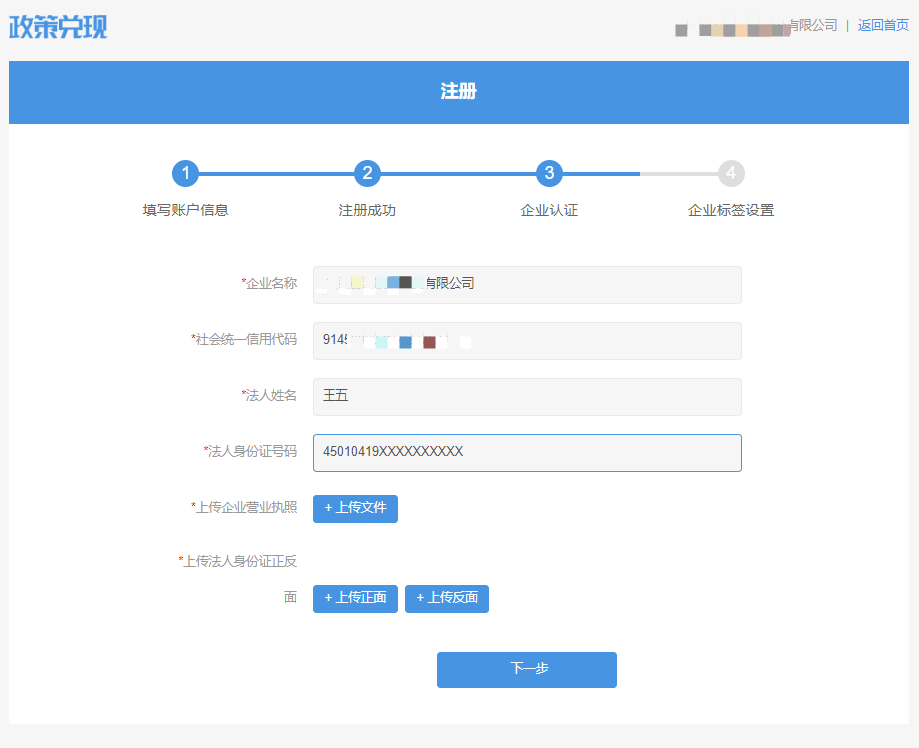 政策兑现
有限公司 | 返回首页
注册
1 2 3 4
填写账户信息 注册成功 企业认证 企业标签设置
*企业名称 有限公司
*社会统一信用代码 9145
*法人姓名 王五
*法人身份证号码 45010419XXXXXXXXXX
*上传企业营业执照 + 上传文件
*上传法人身份证正反
面 + 上传正面 + 上传反面
下一步